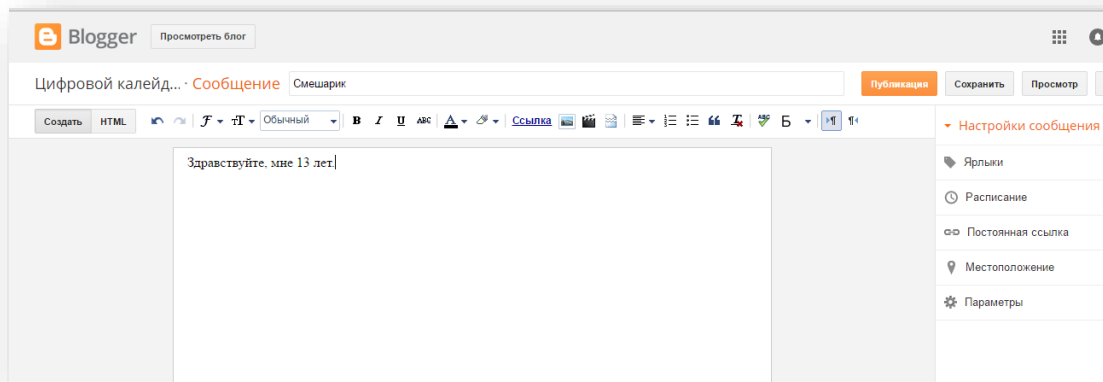 Blogger Просмотреть блог
Цифровой калейд... · Сообщение Смешарик Публикация Сохранить Просмотр
Создать HTML Обычный B I U ABC A Ссылка ABC Б
Настройки сообщения
Здравствуйте, мне 13 лет.
Ярлыки
Расписание
Постоянная ссылка
Местоположение
Параметры